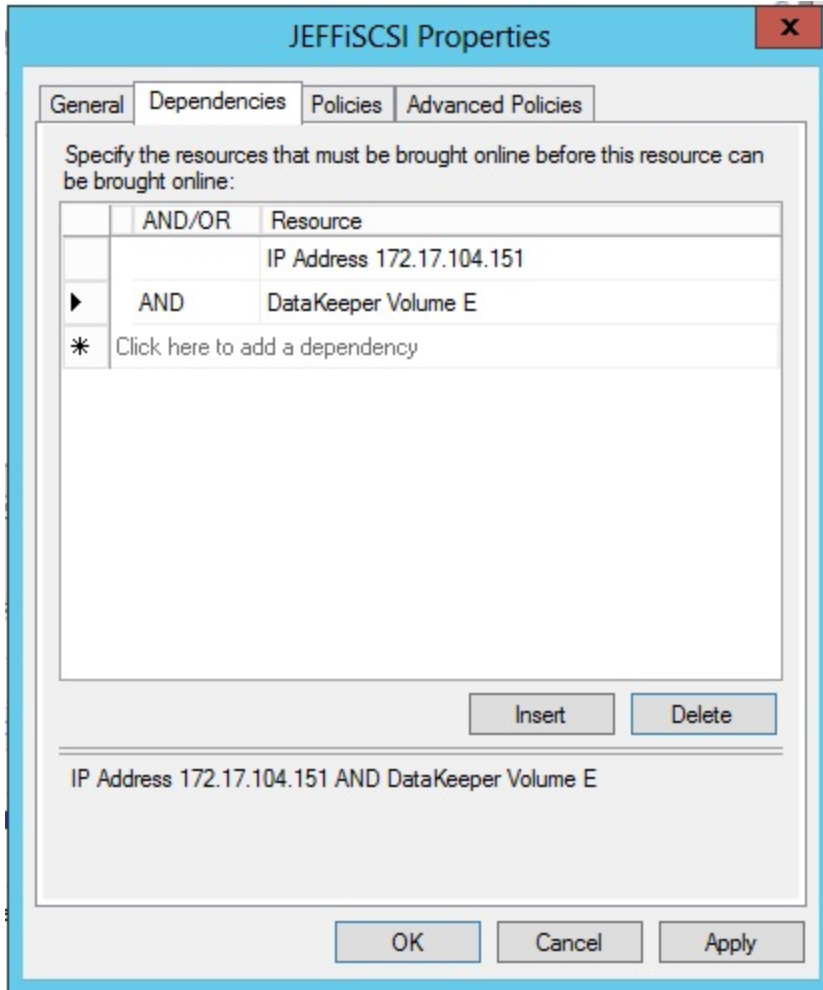 JEFFiSCSI Properties
x
General Dependencies Policies Advanced Policies
Specify the resources that must be brought online before this resource can
be brought online:
AND/OR Resource
IP Address 172.17.104.151
AND DataKeeper Volume E
Click here to add a dependency
Insert Delete
IP Address 172.17.104.151 AND DataKeeper Volume E
OK Cancel Apply